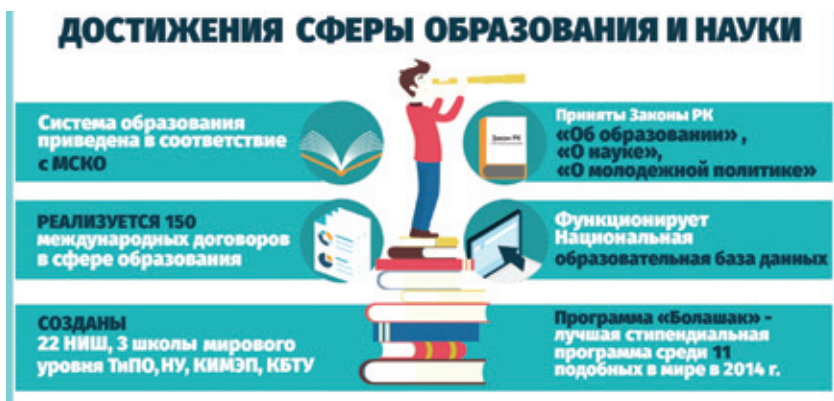 ДОСТИЖЕНИЯ СФЕРЫ ОБРАЗОВАНИЯ И НАУКИ
Система образования
приведена в соответствие
с МСКО
Приняты Законы РК
«Об образовании» ,
«О науке»,
«О молодежной политике»
Закон РК
РЕАЛИЗУЕТСЯ 150
международных договоров
в сфере образования
Функционирует
Национальная
образовательная база данных
СОЗДАНЫ
22 НИШ, 3 школы мирового
уровня ТиПО, НУ, КИМЭП, КБТУ
Программа «Болашак» -
лучшая стипендиальная
программа среди 11
подобных в мире в 2014 г.